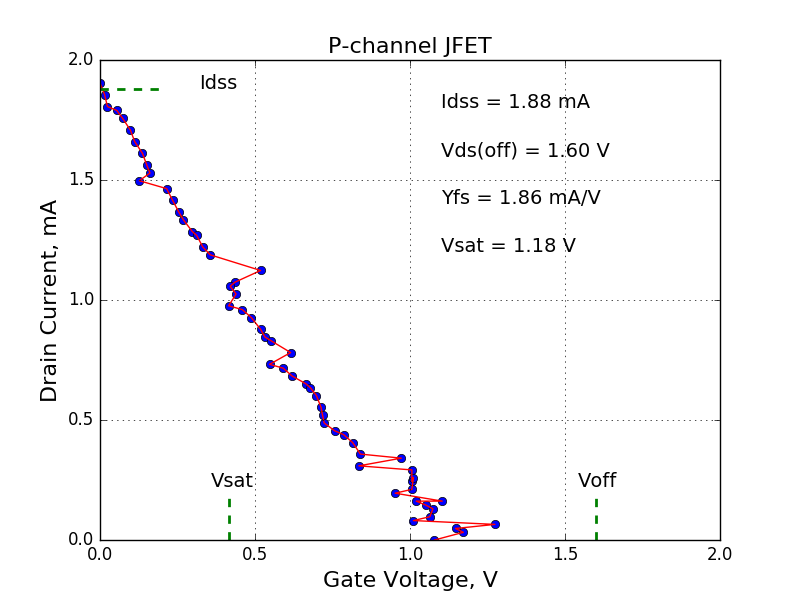 P-channel JFET
2.0
1.5
1.0
0.5
0.0
Drain Current, mA
Idss
Idss = 1.88 mA
Vds(off) = 1.60 V
Yfs = 1.86 mA/V
Vsat = 1.18 V
Vsat
Voff
0.0 0.5 1.0 1.5 2.0
Gate Voltage, V